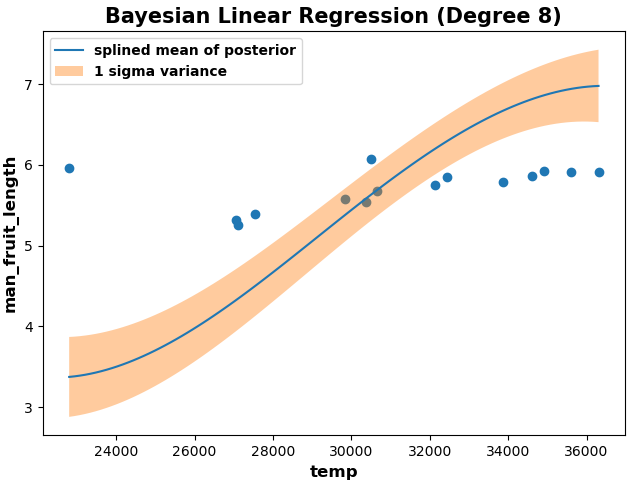 Bayesian Linear Regression (Degree 8)
splined mean of posterior
1 sigma variance
man_fruit_length
7
6
5
4
3
24000 26000 28000 30000 32000 34000 36000
temp